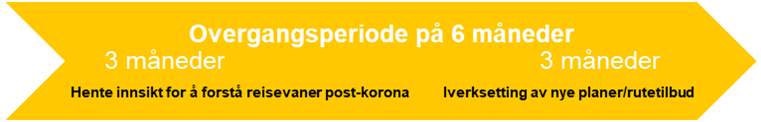 Overgangsperiode på 6 måneder
3 måneder 3 måneder
Hente innsikt for å forstå reisevaner post-korona Iverksetting av nye planer/rutetilbud